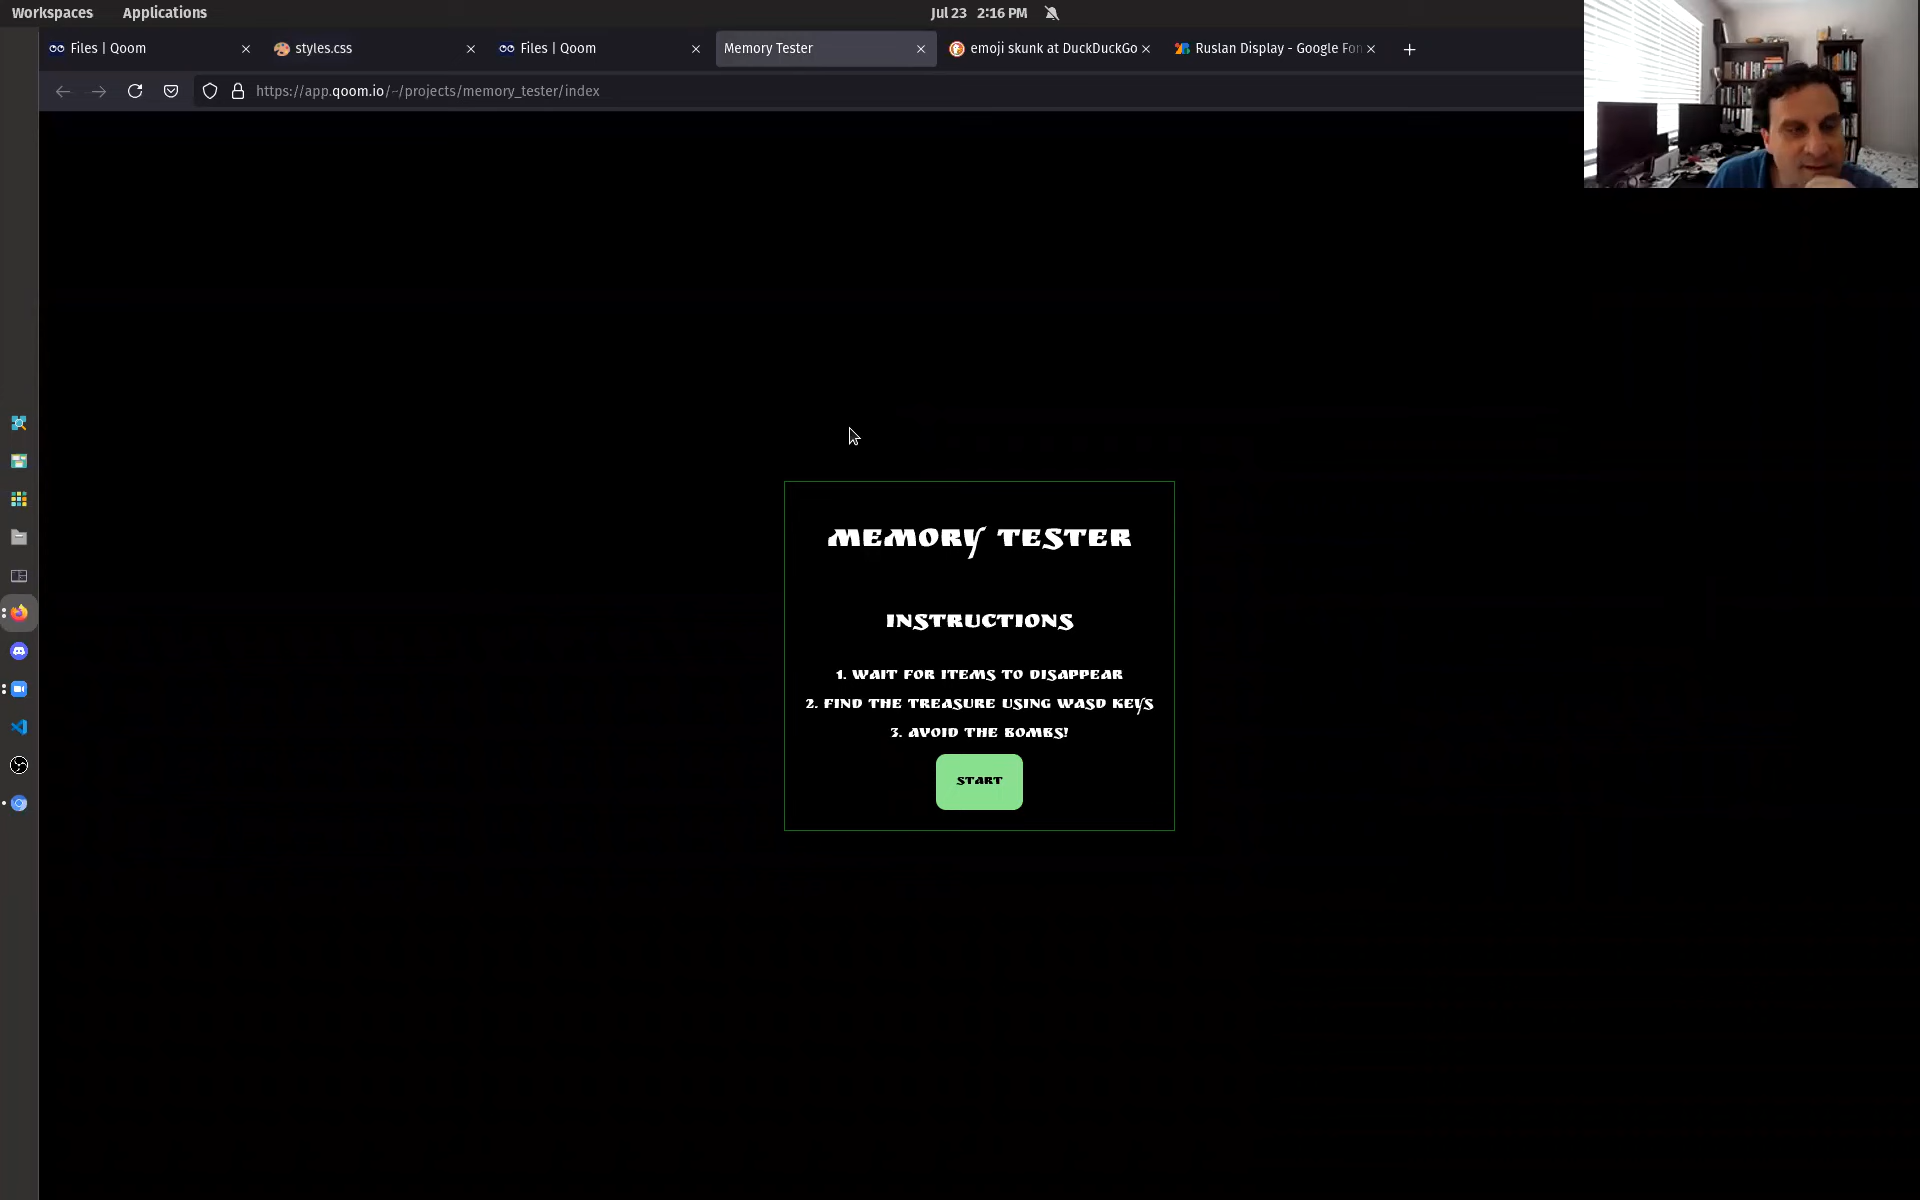 Workspaces Applications Jul 23 2:16 PM
Files | Qoom styles.css Files | Qoom Memory Tester emoji skunk at DuckDuckGo Ruslan Display - Google Fon
https://app.qoom.io/~/projects/memory_tester/index
MEMORY TESTER
INSTRUCTIONS
1. WAIT FOR ITEMS TO DISAPPEAR
2. FIND THE TREASURE USING WASD KEYS
3. AVOID THE BOMBS!
START